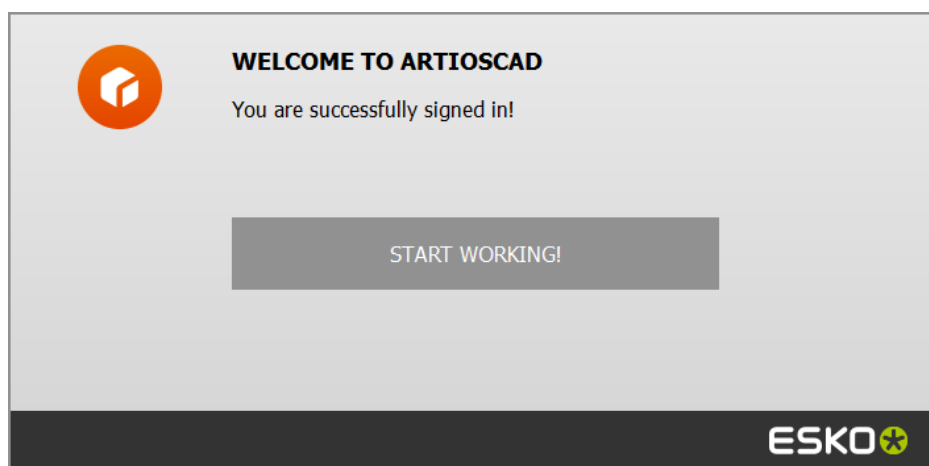 WELCOME TO ARTIOSCAD
You are successfully signed in!
START WORKING!
ESKO